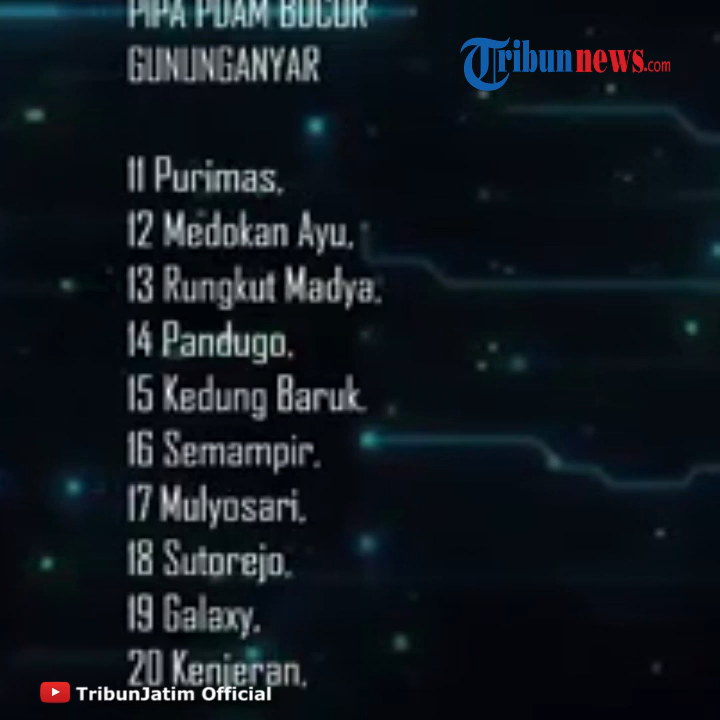 PIPA PDAM BOCOR
GUNUNGANYAR
Tribunnews.com
11 Purimas,
12 Medokan Ayu,
13 Rungkut Madya,
14 Pandugo,
15 Kedung Baruk,
16 Semampir,
17 Mulyosari,
18 Sutorejo,
19 Galaxy,
20 Kenjeran,
TribunJatim Official